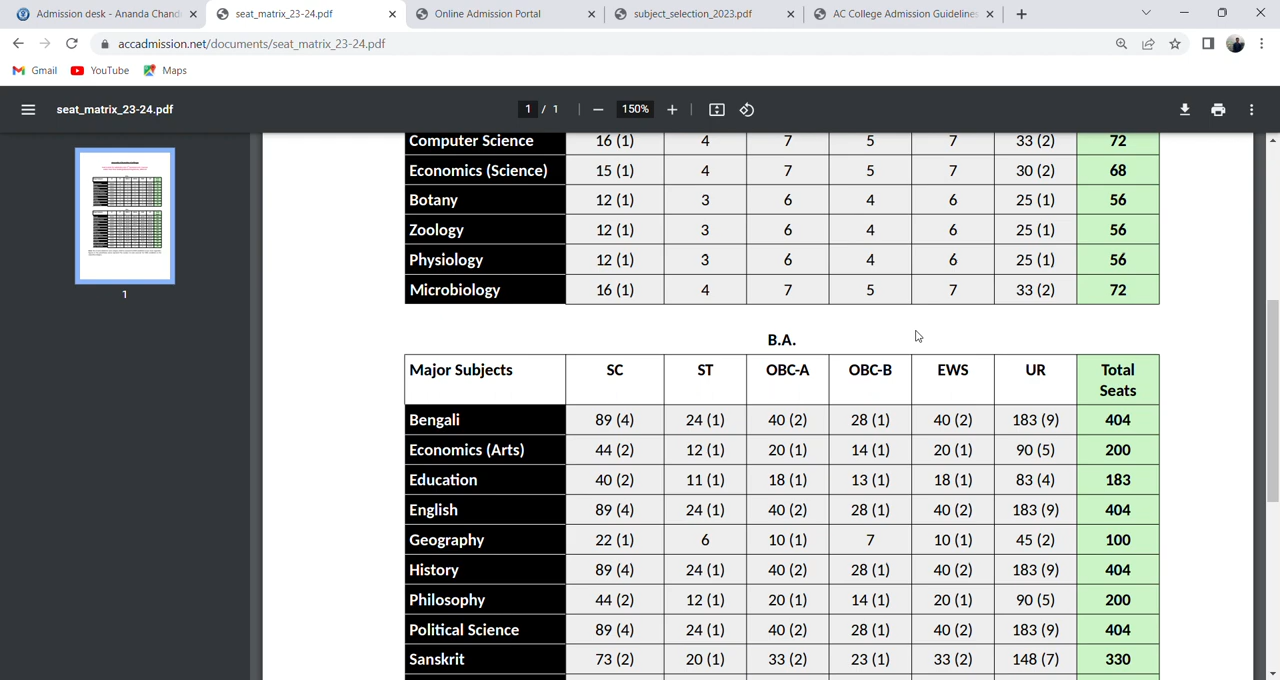 Admission desk - Ananda Chand
seat_matrix_23-24.pdf
Online Admission Portal
subject_selection_2023.pdf
AC College Admission Guidelines
accadmission.net/documents/seat_matrix_23-24.pdf
Gmail YouTube Maps
seat_matrix_23-24.pdf 1 / 1 150%
1
Computer Science 16 (1) 4 7 5 7 33 (2) 72
Economics (Science) 15 (1) 4 7 5 7 30 (2) 68
Botany 12 (1) 3 6 4 6 25 (1) 56
Zoology 12 (1) 3 6 4 6 25 (1) 56
Physiology 12 (1) 3 6 4 6 25 (1) 56
Microbiology 16 (1) 4 7 5 7 33 (2) 72
B.A.
Major Subjects SC ST OBC-A OBC-B EWS UR Total
Seats
Bengali 89 (4) 24 (1) 40 (2) 28 (1) 40 (2) 183 (9) 404
Economics (Arts) 44 (2) 12 (1) 20 (1) 14 (1) 20 (1) 90 (5) 200
Education 40 (2) 11 (1) 18 (1) 13 (1) 18 (1) 83 (4) 183
English 89 (4) 24 (1) 40 (2) 28 (1) 40 (2) 183 (9) 404
Geography 22 (1) 6 10 (1) 7 10 (1) 45 (2) 100
History 89 (4) 24 (1) 40 (2) 28 (1) 40 (2) 183 (9) 404
Philosophy 44 (2) 12 (1) 20 (1) 14 (1) 20 (1) 90 (5) 200
Political Science 89 (4) 24 (1) 40 (2) 28 (1) 40 (2) 183 (9) 404
Sanskrit 73 (2) 20 (1) 33 (2) 23 (1) 33 (2) 148 (7) 330